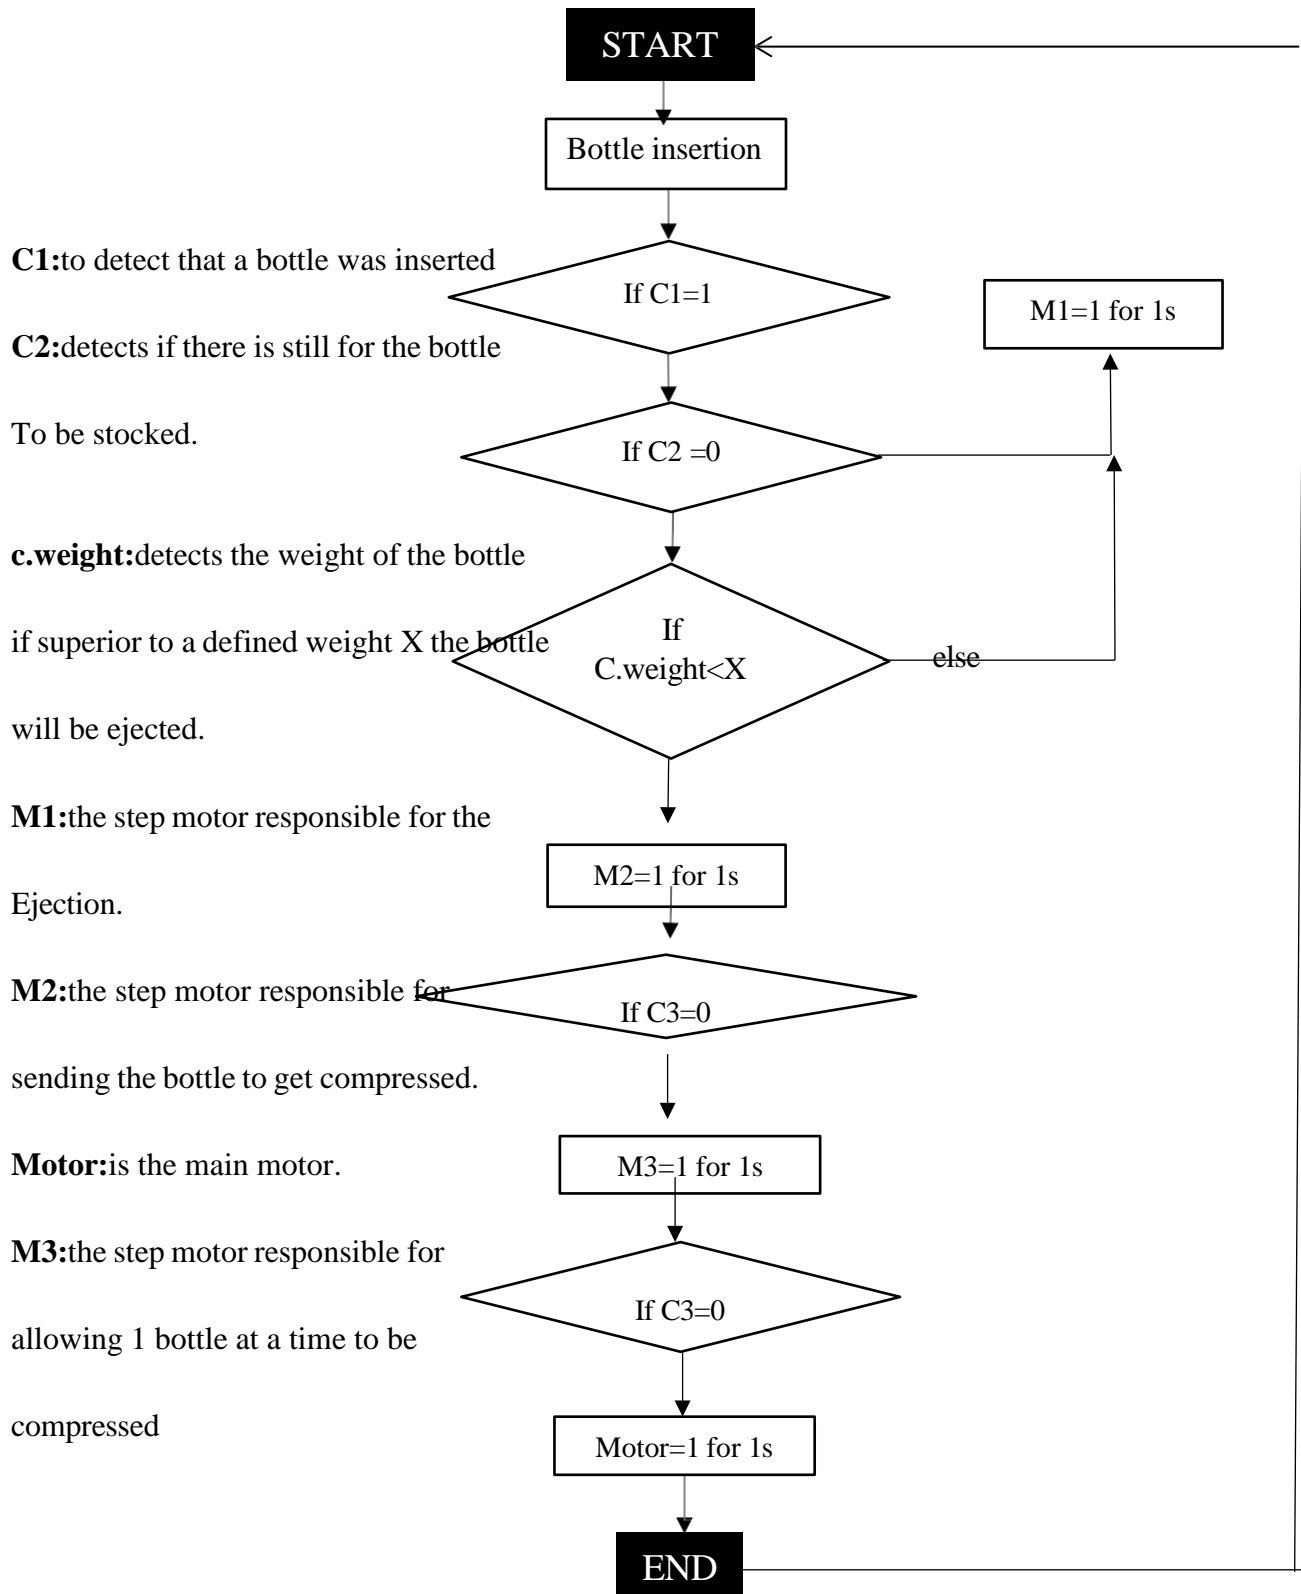 START
Bottle insertion
C1:to detect that a bottle was inserted
If C1=1
M1=1 for 1s
C2:detects if there is still for the bottle
To be stocked.
If C2 =0
c.weight:detects the weight of the bottle
if superior to a defined weight X the bottle
will be ejected.
If
C.weight<X
else
M1:the step motor responsible for the
Ejection.
M2=1 for 1s
M2:the step motor responsible for
If C3=0
sending the bottle to get compressed.
Motor:is the main motor.
M3=1 for 1s
M3:the step motor responsible for
allowing 1 bottle at a time to be
compressed
If C3=0
Motor=1 for 1s
END